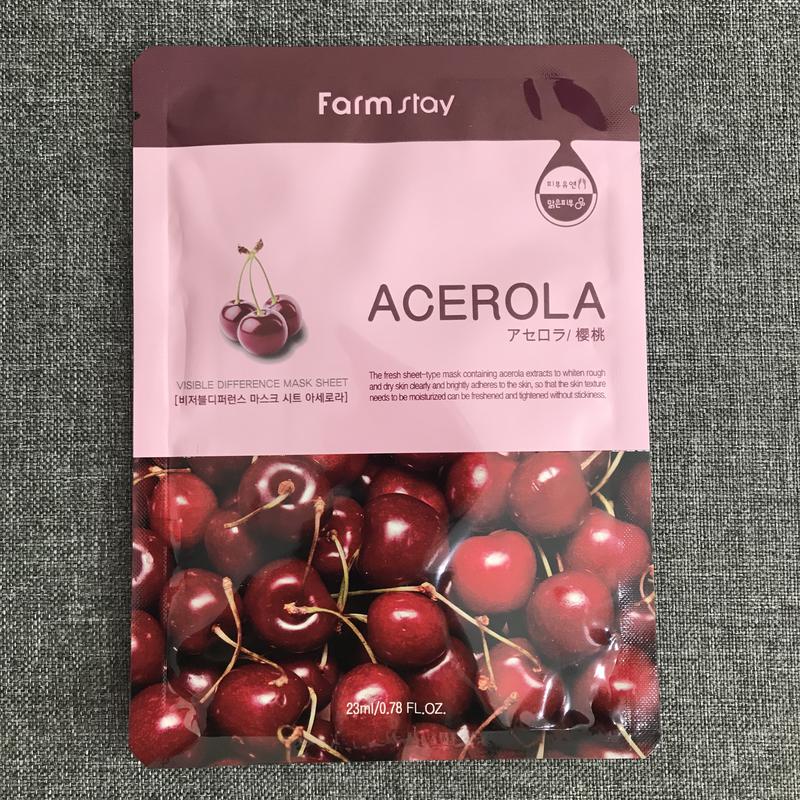 Farm stay
피부유연
맑은피부
ACEROLA
アセロラ/ 櫻桃
VISIBLE DIFFERENCE MASK SHEET
[비저블디퍼런스 마스크 시트 아세로라]
The fresh sheet-type mask containing acerola extracts to whiten rough
and dry skin clearly and brightly adheres to the skin, so that the skin texture
needs to be moisturized can be freshened and tightened without stickiness.
23ml/0.78 FL.OZ.